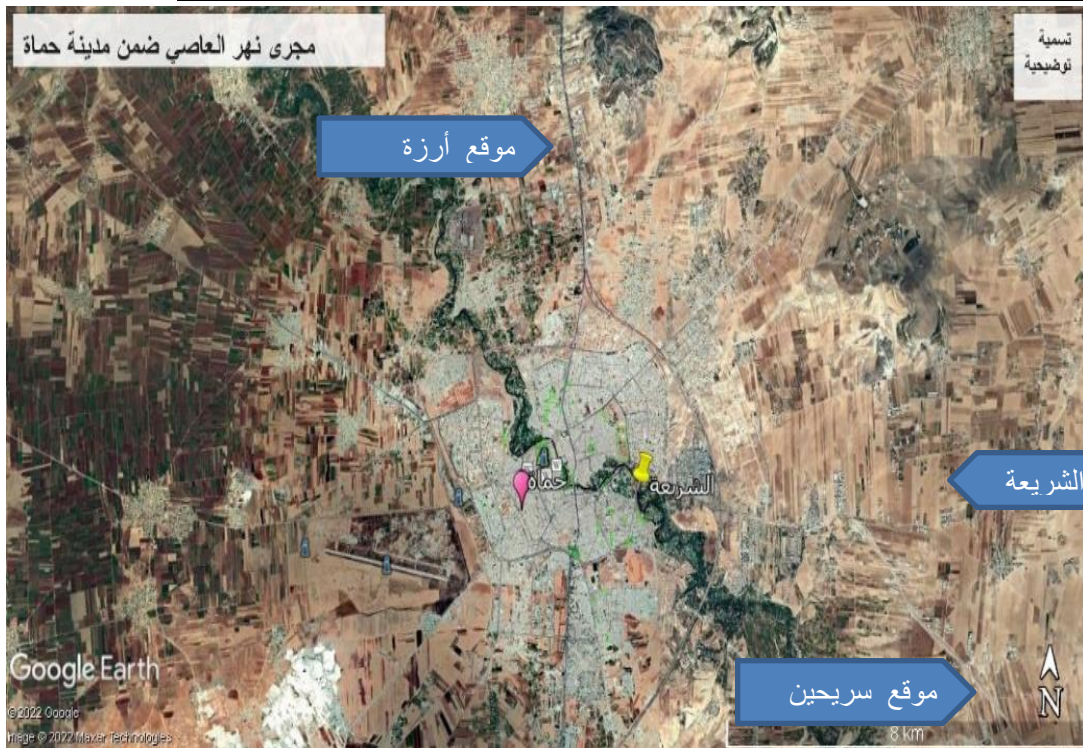 مجرى نهر العاصي ضمن مدينة حماة
تسمية
توضيحية
موقع أرزة
حماة
الشريعة
الشريعة
موقع سريحين
Google Earth
©2022 Google
Image © 2022 Maxar Technologies
N
8 km